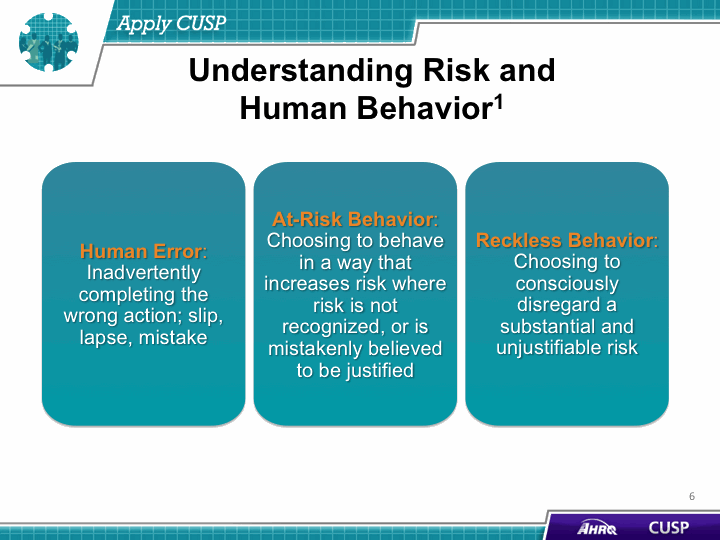 Apply CUSP
Understanding Risk and
Human Behavior1
Human Error:
Inadvertently
completing the
wrong action; slip,
lapse, mistake
At-Risk Behavior:
Choosing to behave
in a way that
increases risk where
risk is not
recognized, or is
mistakenly believed
to be justified
Reckless Behavior:
Choosing to
consciously
disregard a
substantial and
unjustifiable risk
6
AHRQ
CUSP